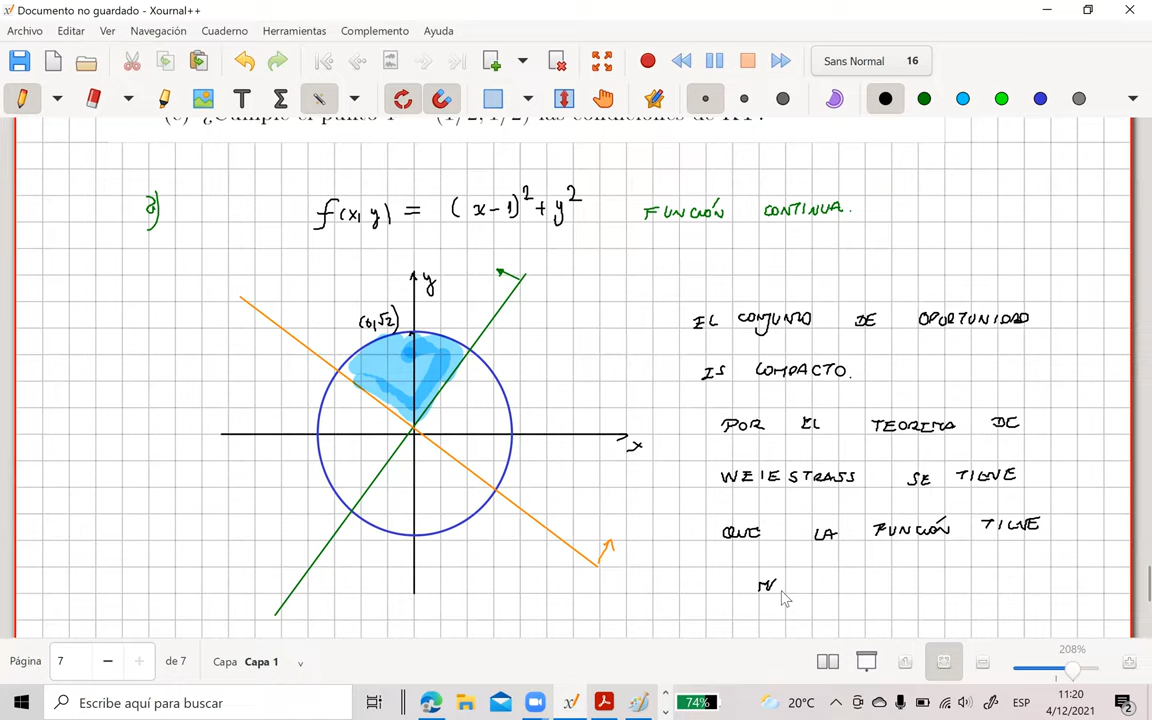 Documento no guardado - Xournal++
Archivo Editar Ver Navegación Cuaderno Herramientas Complemento Ayuda
Sans Normal 16
a) f(x,y) = (x-1)² + y² FUNCIÓN CONTINUA.
y
(0,√2)
x
EL CONJUNTO DE OPORTUNIDAD
ES COMPACTO.
POR EL TEOREMA DE
WEIESTRASS SE TIENE
QUE LA FUNCIÓN TIENE
M
Página 7 de 7 Capa Capa 1 208%
Escribe aquí para buscar 74% 20°C ESP 11:20
4/12/2021 2